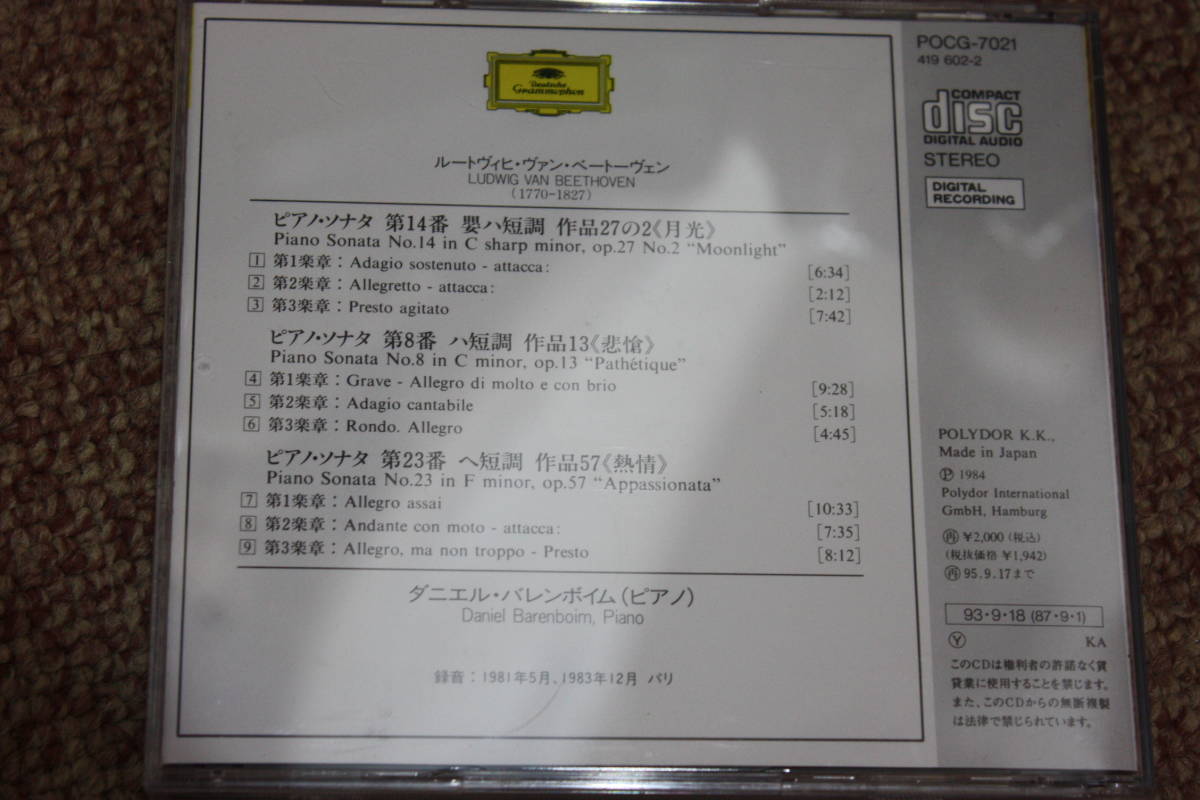 Deutsche
Grammophon
ルートヴィヒ・ヴァン・ベートーヴェン
LUDWIG VAN BEETHOVEN
(1770-1827)
ピアノ・ソナタ 第14番 嬰ハ短調 作品27の2《月光》
Piano Sonata No.14 in C sharp minor, op.27 No.2 “Moonlight”
1 第1楽章：Adagio sostenuto - attacca: [6:34]
2 第2楽章：Allegretto - attacca: [2:12]
3 第3楽章：Presto agitato [7:42]
ピアノ・ソナタ 第8番 ハ短調 作品13《悲愴》
Piano Sonata No.8 in C minor, op.13 “Pathétique”
4 第1楽章：Grave - Allegro di molto e con brio [9:28]
5 第2楽章：Adagio cantabile [5:18]
6 第3楽章：Rondo. Allegro [4:45]
ピアノ・ソナタ 第23番 ヘ短調 作品57《熱情》
Piano Sonata No.23 in F minor, op.57 “Appassionata”
7 第1楽章：Allegro assai [10:33]
8 第2楽章：Andante con moto - attacca: [7:35]
9 第3楽章：Allegro, ma non troppo - Presto [8:12]
ダニエル・バレンボイム（ピアノ）
Daniel Barenboim, Piano
録音：1981年5月、1983年12月 パリ
POCG-7021
419 602-2
COMPACT
disc
DIGITAL AUDIO
STEREO
DIGITAL
RECORDING
POLYDOR K.K.,
Made in Japan
Ⓟ 1984
Polydor International
GmbH, Hamburg
㊞ ¥2,000（税込）
（税抜価格 ¥1,942）
再 95.9.17まで
93・9・18 (87・9・1)
Ⓨ KA
このCDは権利者の許諾なく賃
貸業に使用することを禁じます。
また、このCDからの無断複製
は法律で禁じられています。